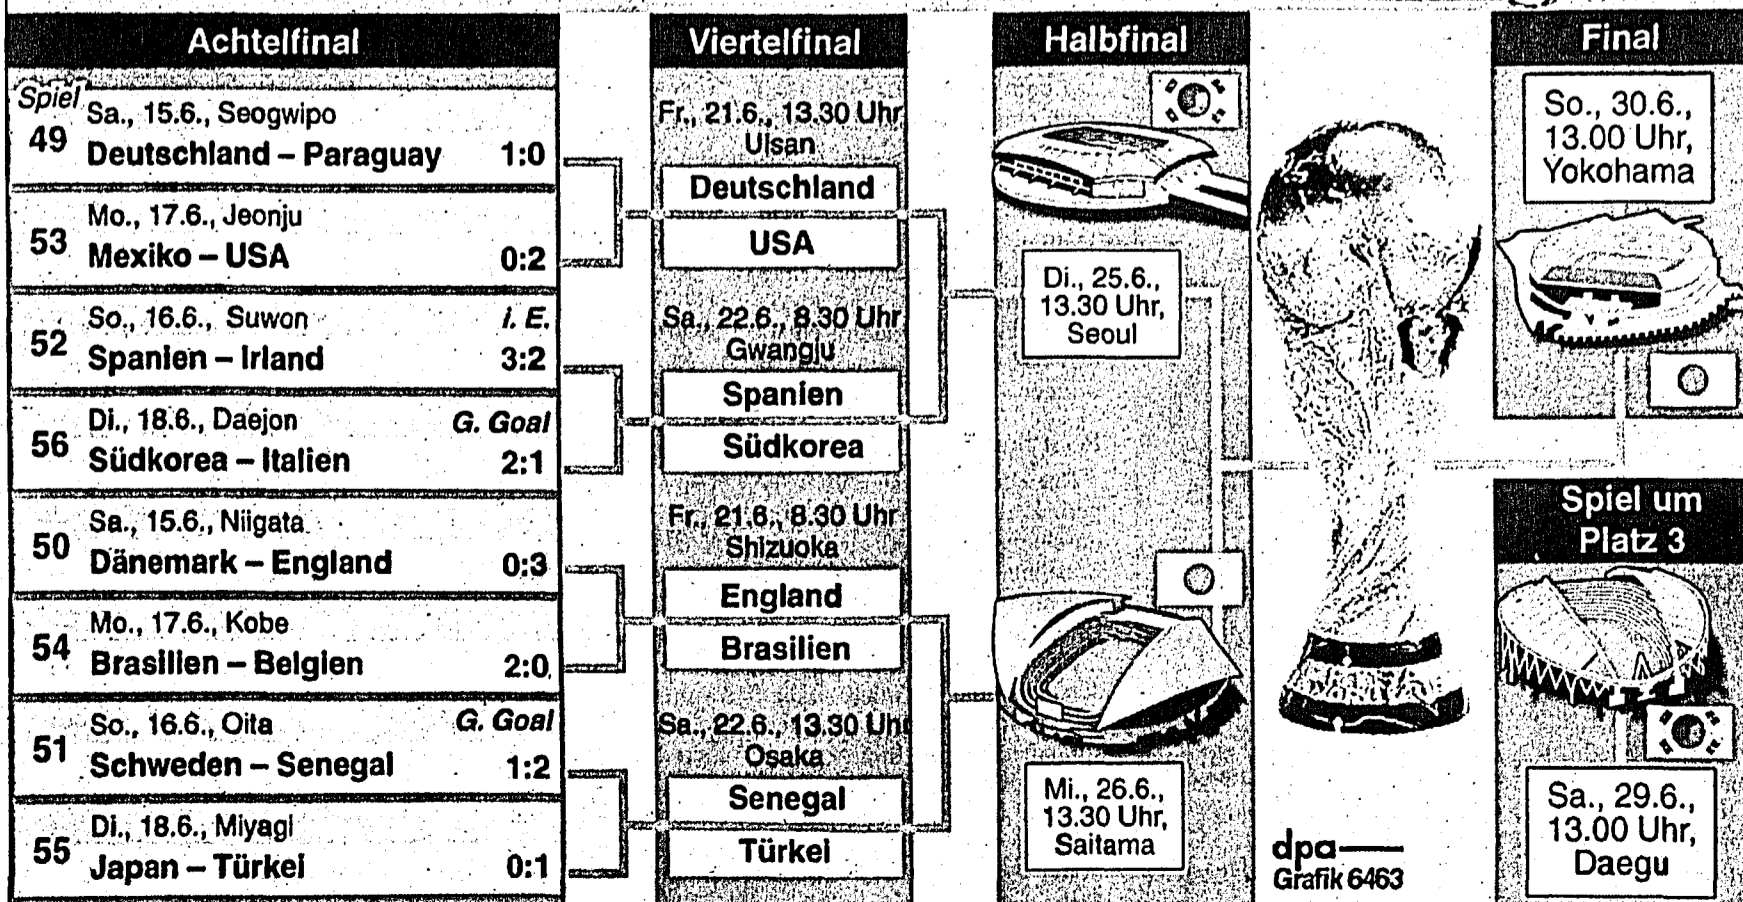 Achtelfinal
Spiel
49
Sa., 15.6., Seogwipo
Deutschland – Paraguay 1:0
53
Mo., 17.6., Jeonju
Mexiko – USA 0:2
52
So., 16.6., Suwon i. E.
Spanien – Irland 3:2
56
Di., 18.6., Daejon G. Goal
Südkorea – Italien 2:1
50
Sa., 15.6., Niigata
Dänemark – England 0:3
54
Mo., 17.6., Kobe
Brasilien – Belgien 2:0
51
So., 16.6., Oita G. Goal
Schweden – Senegal 1:2
55
Di., 18.6., Miyagi
Japan – Türkei 0:1
Viertelfinal
Fr., 21.6., 13.30 Uhr
Ulsan
Deutschland
USA
Sa., 22.6., 8.30 Uhr
Gwangju
Spanien
Südkorea
Fr., 21.6., 8.30 Uhr
Shizuoka
England
Brasilien
Sa., 22.6., 13.30 Uhr
Osaka
Senegal
Türkei
Halbfinal
Di., 25.6.,
13.30 Uhr,
Seoul
Mi., 26.6.,
13.30 Uhr,
Saitama
dpa
Grafik 6463
Final
So., 30.6.,
13.00 Uhr,
Yokohama
Spiel um
Platz 3
Sa., 29.6.,
13.00 Uhr,
Daegu